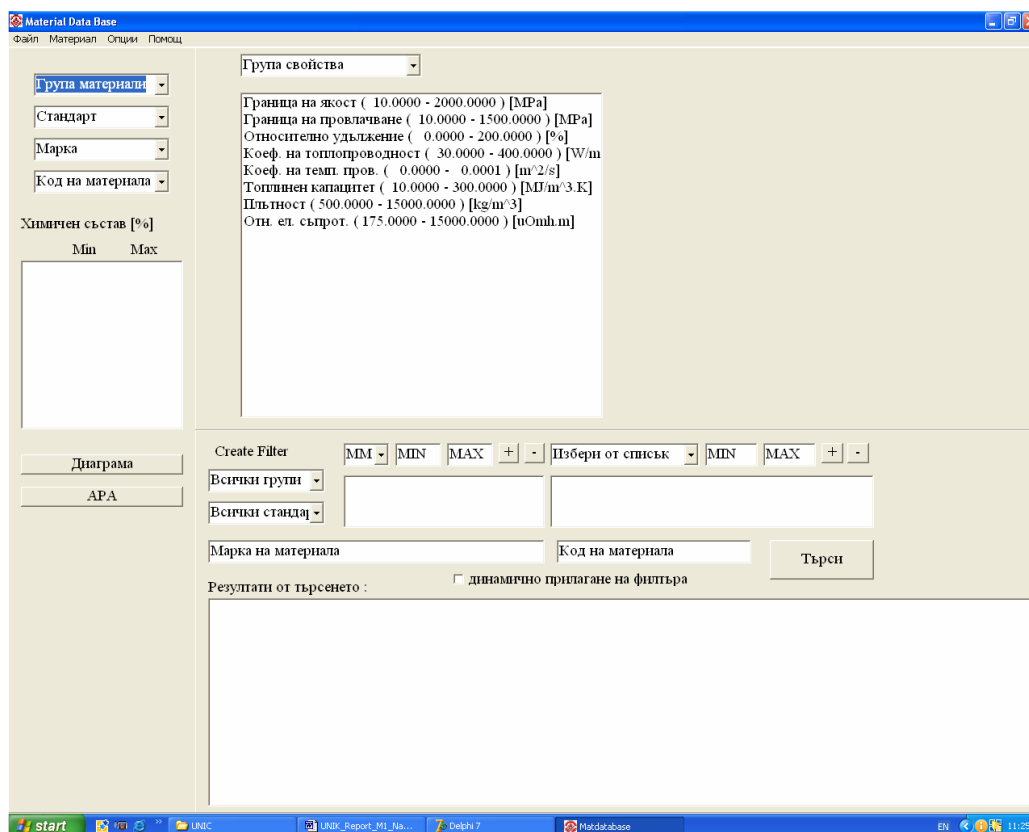 Material Data Base
Файл Материал Опции Помощ
Група материали
Стандарт
Марка
Код на материала
Химичен състав [%]
Min Max
Диаграма
APA
Група свойства
Граница на якост ( 10.0000 - 2000.0000 ) [MPa]
Граница на провлачване ( 10.0000 - 1500.0000 ) [MPa]
Относително удължение ( 0.0000 - 200.0000 ) [%]
Коеф. на топлопроводност ( 30.0000 - 400.0000 ) [W/m
Коеф. на темп. пров. ( 0.0000 - 0.0001 ) [m^2/s]
Топлинен капацитет ( 10.0000 - 300.0000 ) [MJ/m^3.K]
Плътност ( 500.0000 - 15000.0000 ) [kg/m^3]
Отн. ел. съпрот. ( 175.0000 - 15000.0000 ) [uOmh.m]
Create Filter MM MIN MAX + - Избери от списък MIN MAX + -
Всички групи
Всички стандар
Марка на материала Код на материала Търси
динамично прилагане на филтъра
Резултати от търсенето :
start UNIC UNIK_Report_M1_Na... Delphi 7 Matdatabase EN 11:25